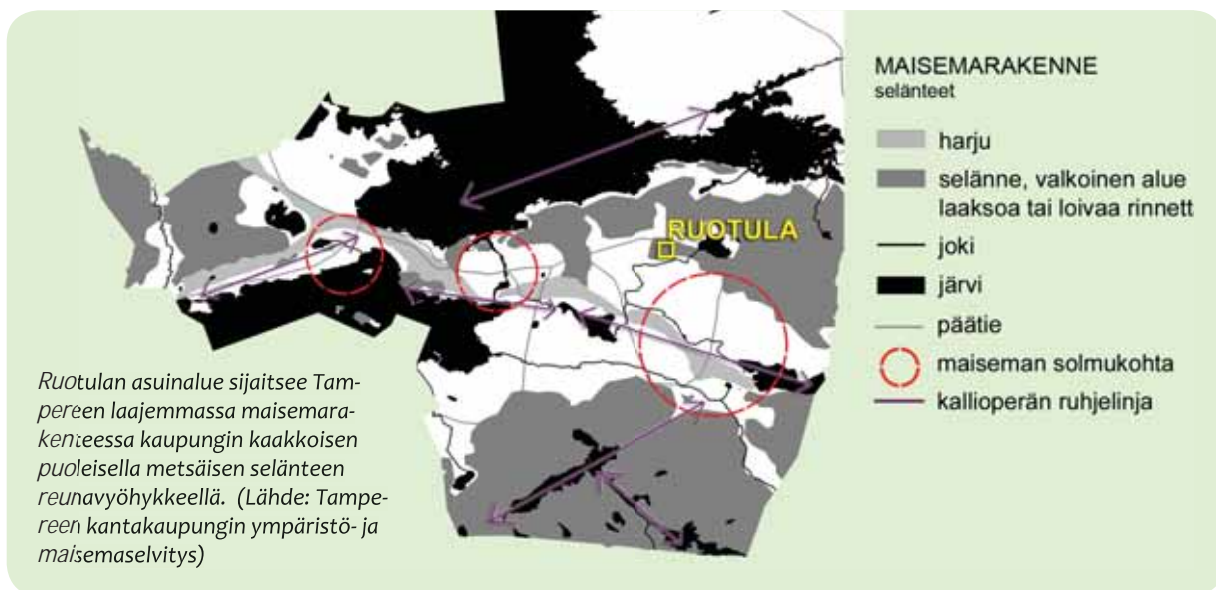 MAISEMARAKENNE
selänteet
harju
selänne, valkoinen alue
laaksoa tai loivaa rinnett
joki
järvi
päätie
maiseman solmukohta
kallioperän ruhjelinja
RUOTULA
Ruotulan asuinalue sijaitsee Tam-
pereen laajemmassa maisemara-
kenteessa kaupungin kaakkoisen
puoleisella metsäisen selänteen
reunavyöhykkeellä. (Lähde: Tampe-
reen kantakaupungin ympäristö- ja
maisemaselvitys)